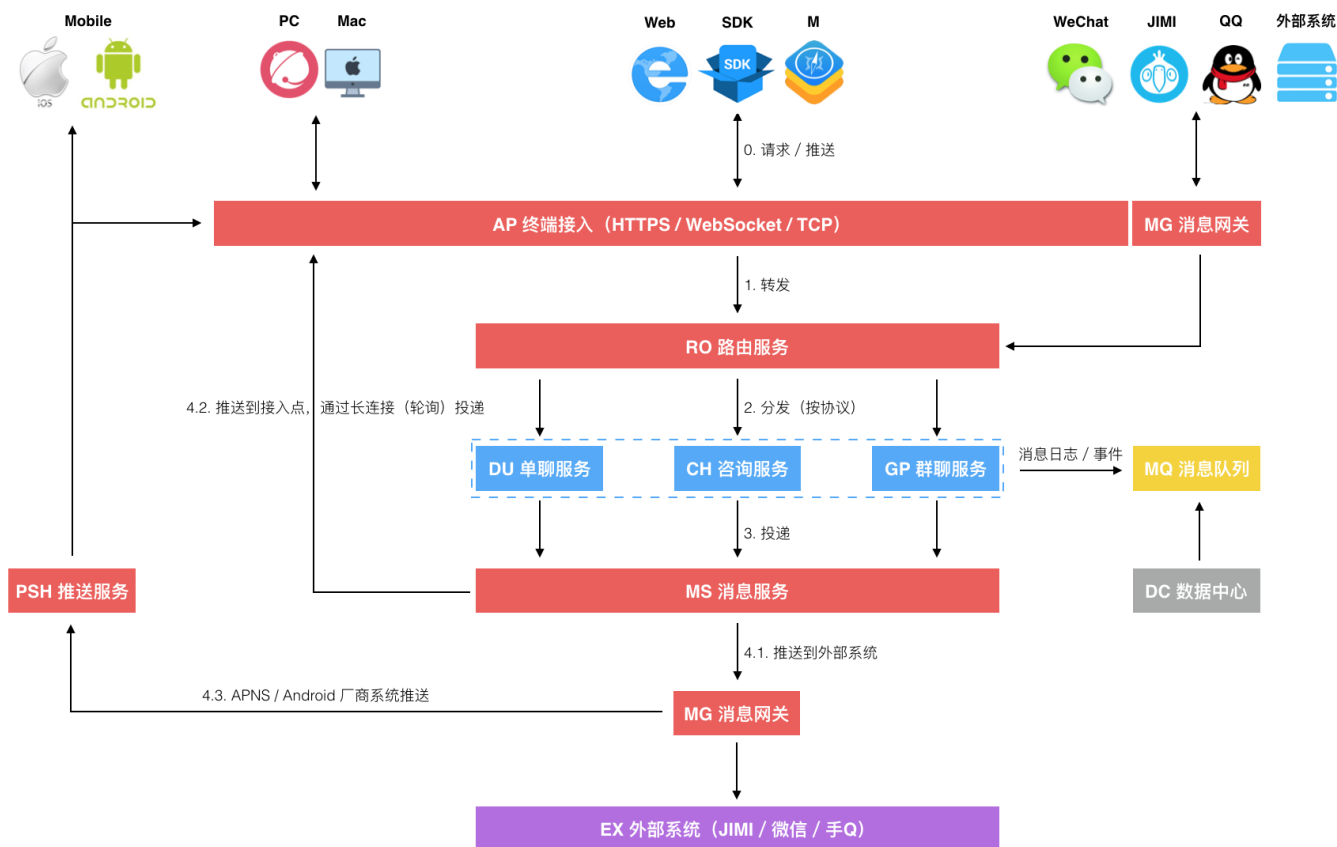 Mobile
PC
Mac
Web
SDK
M
WeChat
JIMI
QQ
外部系统
iOS
ANDROID
SDK
0. 请求 / 推送
AP 终端接入（HTTPS / WebSocket / TCP）
MG 消息网关
1. 转发
RO 路由服务
4.2. 推送到接入点，通过长连接（轮询）投递
2. 分发（按协议）
DU 单聊服务
CH 咨询服务
GP 群聊服务
消息日志 / 事件
MQ 消息队列
3. 投递
PSH 推送服务
MS 消息服务
DC 数据中心
4.1. 推送到外部系统
4.3. APNS / Android 厂商系统推送
MG 消息网关
EX 外部系统（JIMI / 微信 / 手Q）